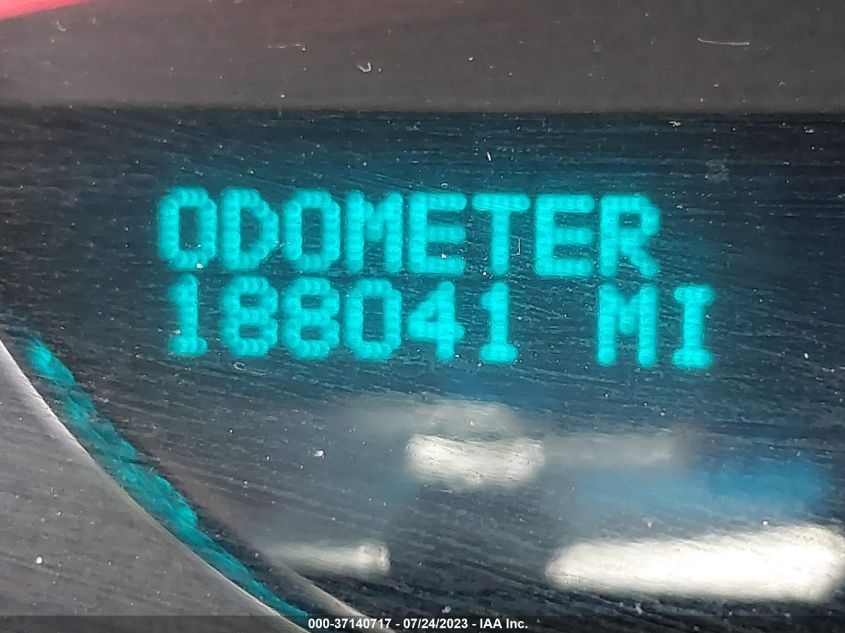 ODOMETER
188041 MI
000-37140717 - 07/24/2023 - IAA Inc.